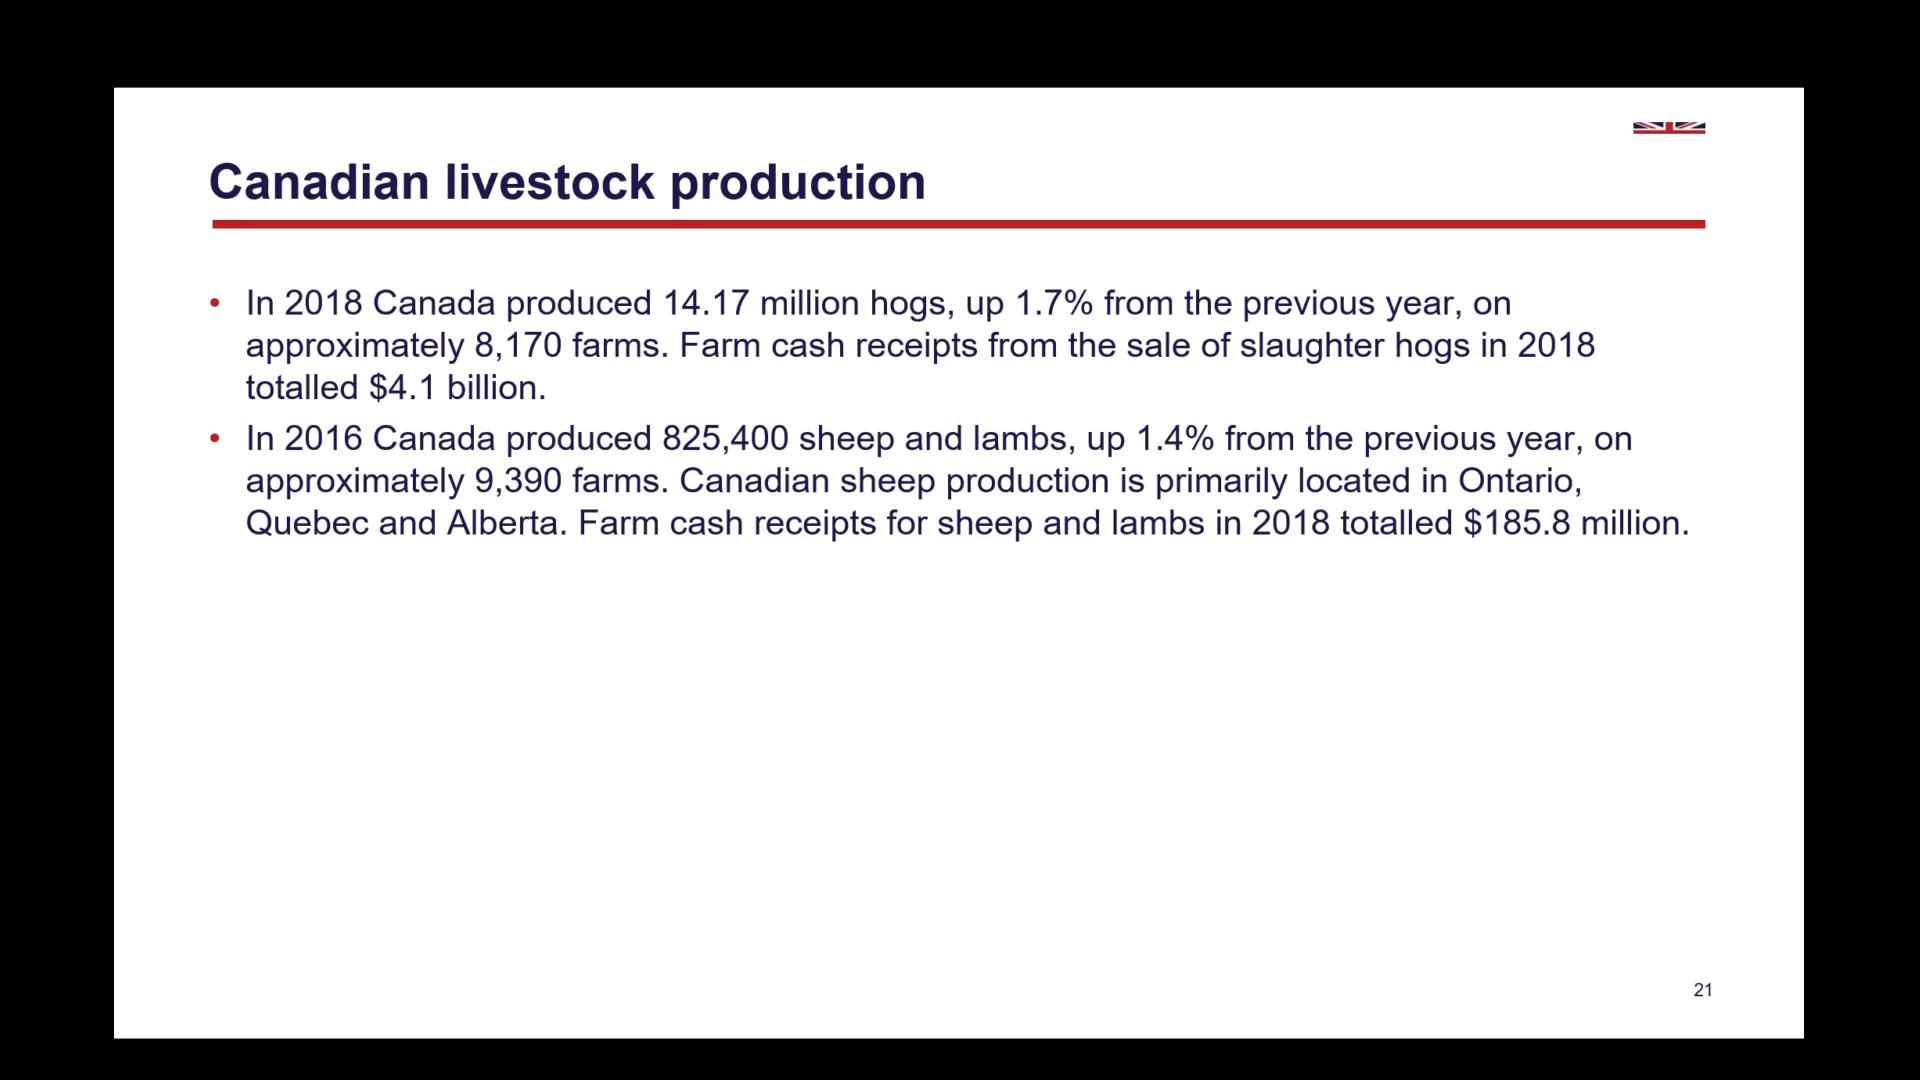 Canadian livestock production
• In 2018 Canada produced 14.17 million hogs, up 1.7% from the previous year, on
approximately 8,170 farms. Farm cash receipts from the sale of slaughter hogs in 2018
totalled $4.1 billion.
• In 2016 Canada produced 825,400 sheep and lambs, up 1.4% from the previous year, on
approximately 9,390 farms. Canadian sheep production is primarily located in Ontario,
Quebec and Alberta. Farm cash receipts for sheep and lambs in 2018 totalled $185.8 million.
21